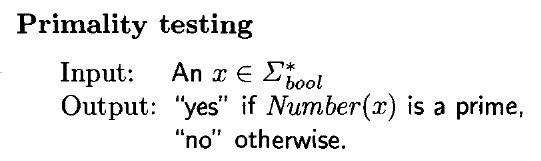 Primality testing
Input: An x ∈ Σ*bool
Output: "yes" if Number(x) is a prime,
"no" otherwise.